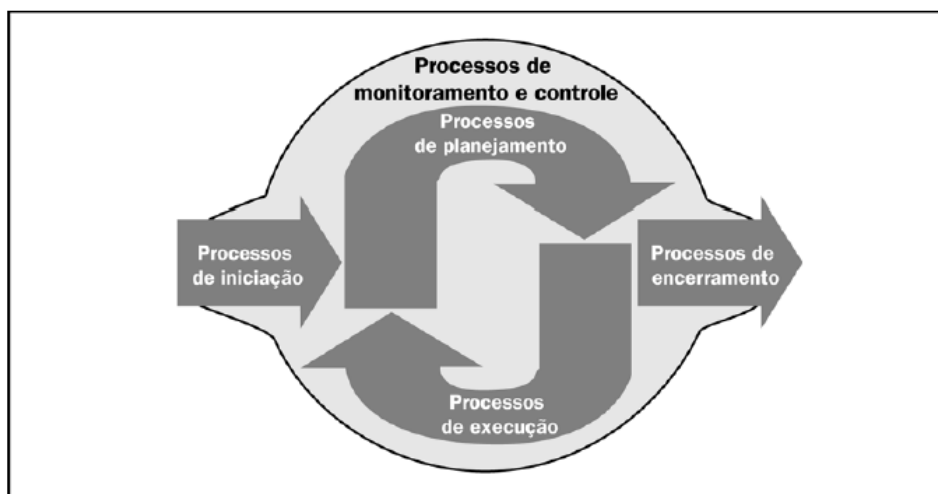 Processos de
monitoramento e controle
Processos
de planejamento
Processos
de iniciação
Processos de
encerramento
Processos
de execução